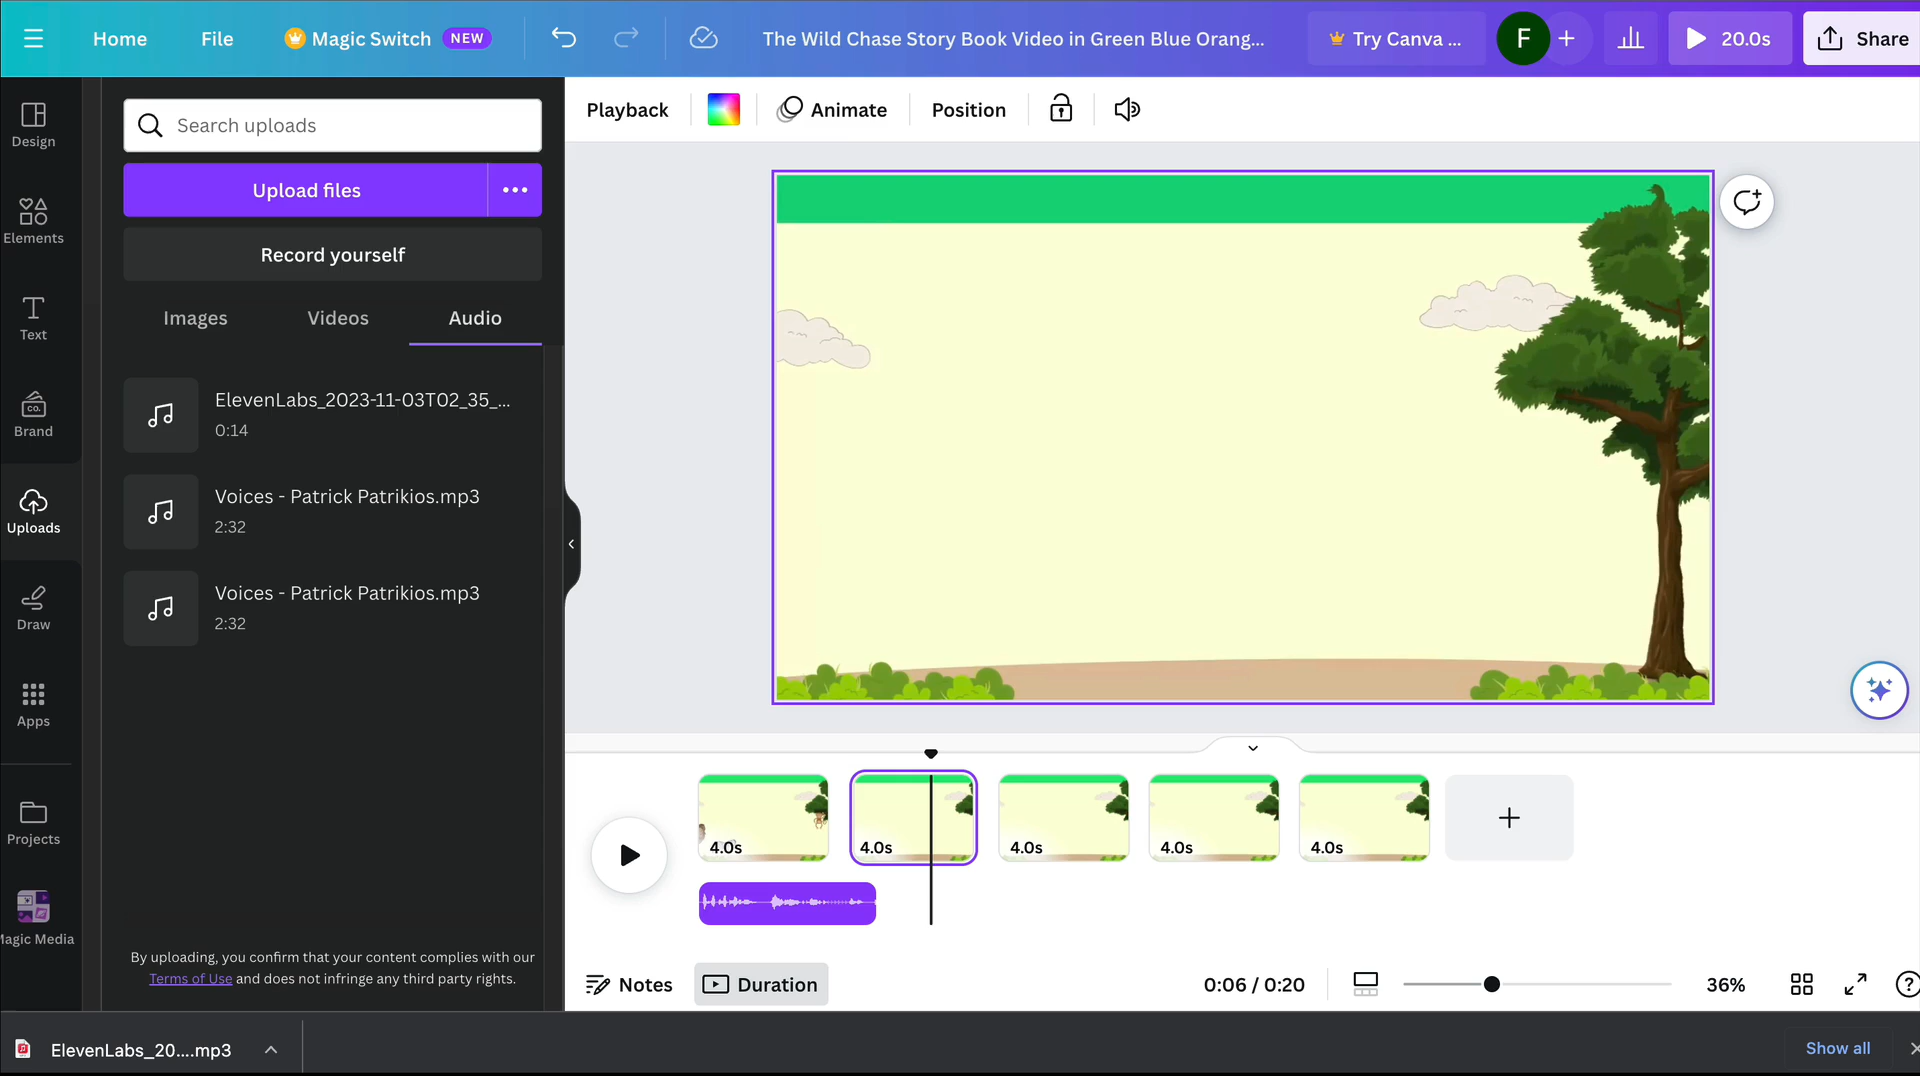 Home
File
Magic Switch
NEW
The Wild Chase Story Book Video in Green Blue Orang...
Try Canva ...
F
20.0s
Share
Design
Elements
Text
CO.
Brand
Uploads
Draw
Apps
Projects
Magic Media
Search uploads
Upload files
Record yourself
Images
Videos
Audio
ElevenLabs_2023-11-03T02_35_...
0:14
Voices - Patrick Patrikios.mp3
2:32
Voices - Patrick Patrikios.mp3
2:32
By uploading, you confirm that your content complies with our
Terms of Use and does not infringe any third party rights.
Playback
Animate
Position
4.0s
4.0s
4.0s
4.0s
4.0s
Notes
Duration
0:06 / 0:20
36%
?
ElevenLabs_20....mp3
Show all